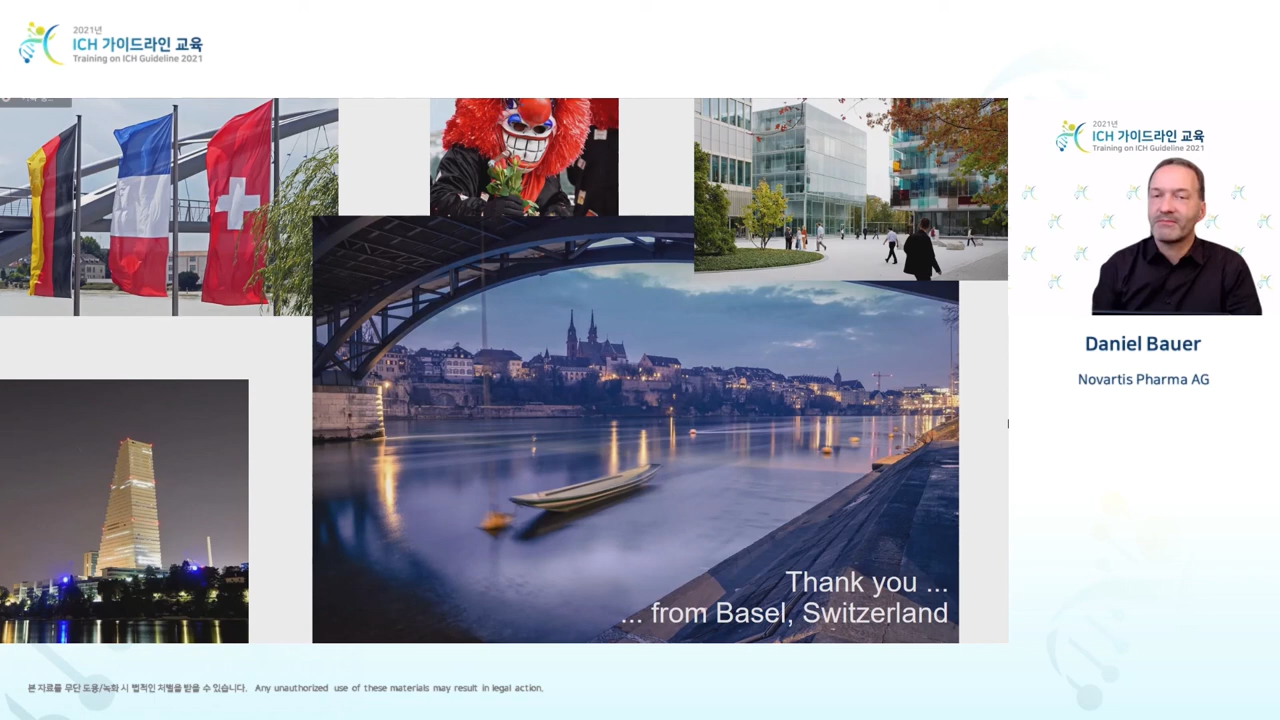 2021년
ICH 가이드라인 교육
Training on ICH Guideline 2021
2021년
ICH 가이드라인 교육
Training on ICH Guideline 2021
Daniel Bauer
Novartis Pharma AG
Thank you ...
... from Basel, Switzerland
본 자료를 무단 도용/녹화 시 법적인 처벌을 받을 수 있습니다. Any unauthorized use of these materials may result in legal action.